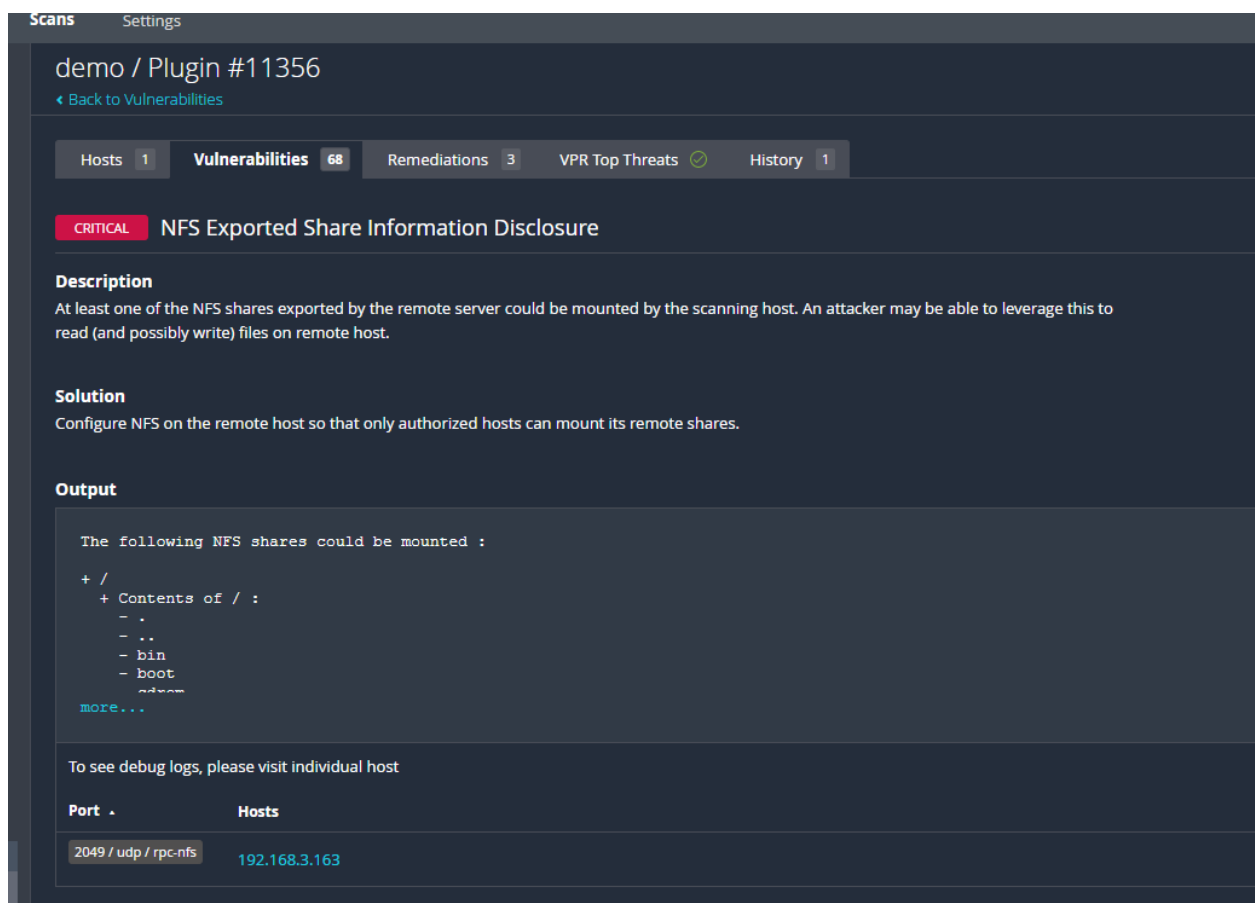 Scans Settings
demo / Plugin #11356
Back to Vulnerabilities
Hosts 1 Vulnerabilities 68 Remediations 3 VPR Top Threats History 1
CRITICAL NFS Exported Share Information Disclosure
Description
At least one of the NFS shares exported by the remote server could be mounted by the scanning host. An attacker may be able to leverage this to
read (and possibly write) files on remote host.
Solution
Configure NFS on the remote host so that only authorized hosts can mount its remote shares.
Output
The following NFS shares could be mounted :
+ /
+ Contents of / :
- .
- ..
- bin
- boot
more...
To see debug logs, please visit individual host
Port Hosts
2049 / udp / rpc-nfs 192.168.3.163